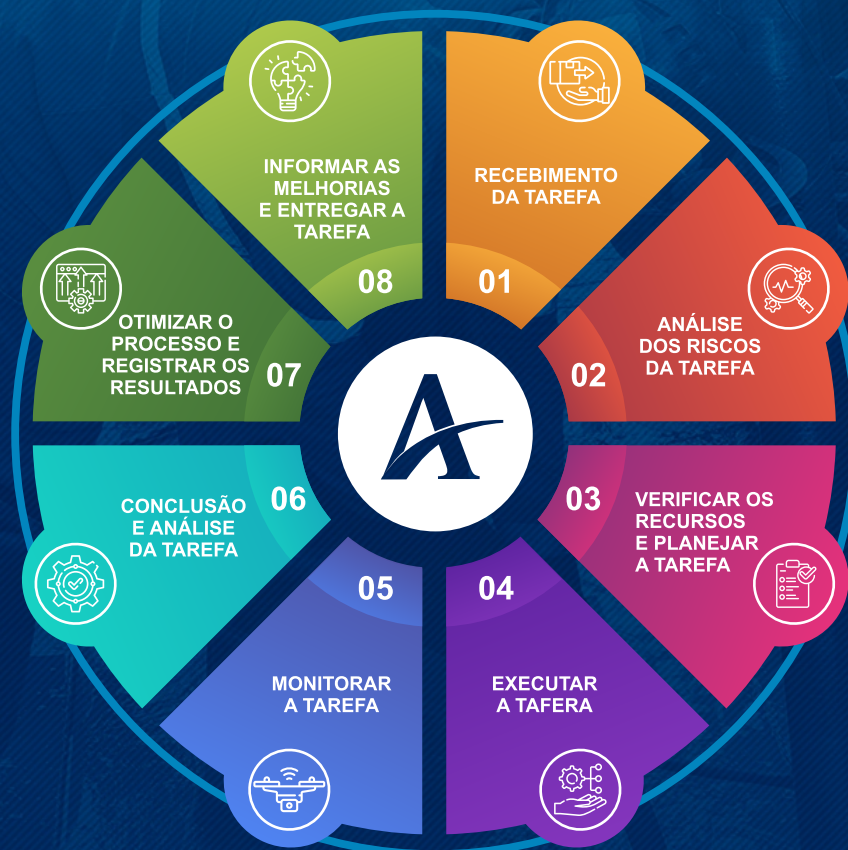 01
RECEBIMENTO
DA TAREFA
02
ANÁLISE
DOS RISCOS
DA TAREFA
03
VERIFICAR OS
RECURSOS
E PLANEJAR
A TAREFA
04
EXECUTAR
A TAFERA
05
MONITORAR
A TAREFA
06
CONCLUSÃO
E ANÁLISE
DA TAREFA
07
OTIMIZAR O
PROCESSO E
REGISTRAR OS
RESULTADOS
08
INFORMAR AS
MELHORIAS
E ENTREGAR A
TAREFA
A